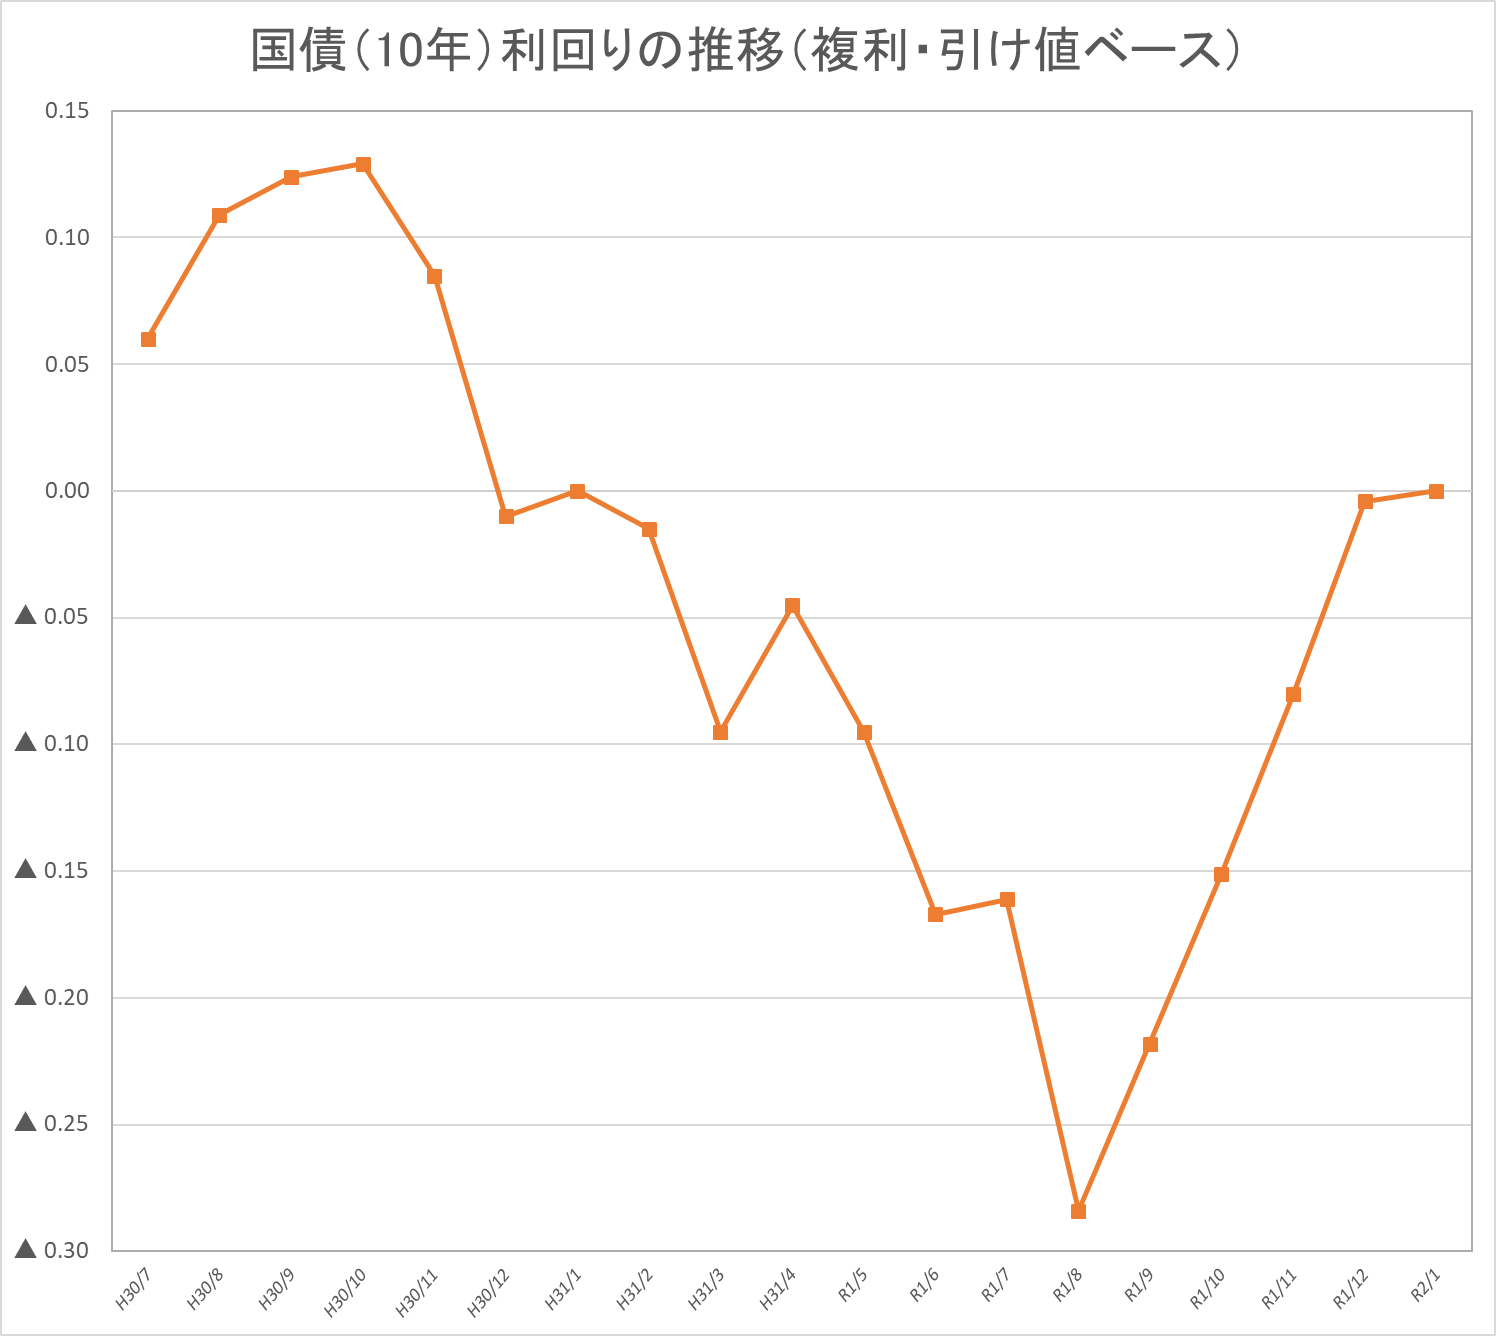 国債（10年）利回りの推移（複利・引け値ベース）
0.15
0.10
0.05
0.00
▲ 0.05
▲ 0.10
▲ 0.15
▲ 0.20
▲ 0.25
▲ 0.30
H30/7
H30/8
H30/9
H30/10
H30/11
H30/12
H31/1
H31/2
H31/3
H31/4
R1/5
R1/6
R1/7
R1/8
R1/9
R1/10
R1/11
R1/12
R2/1